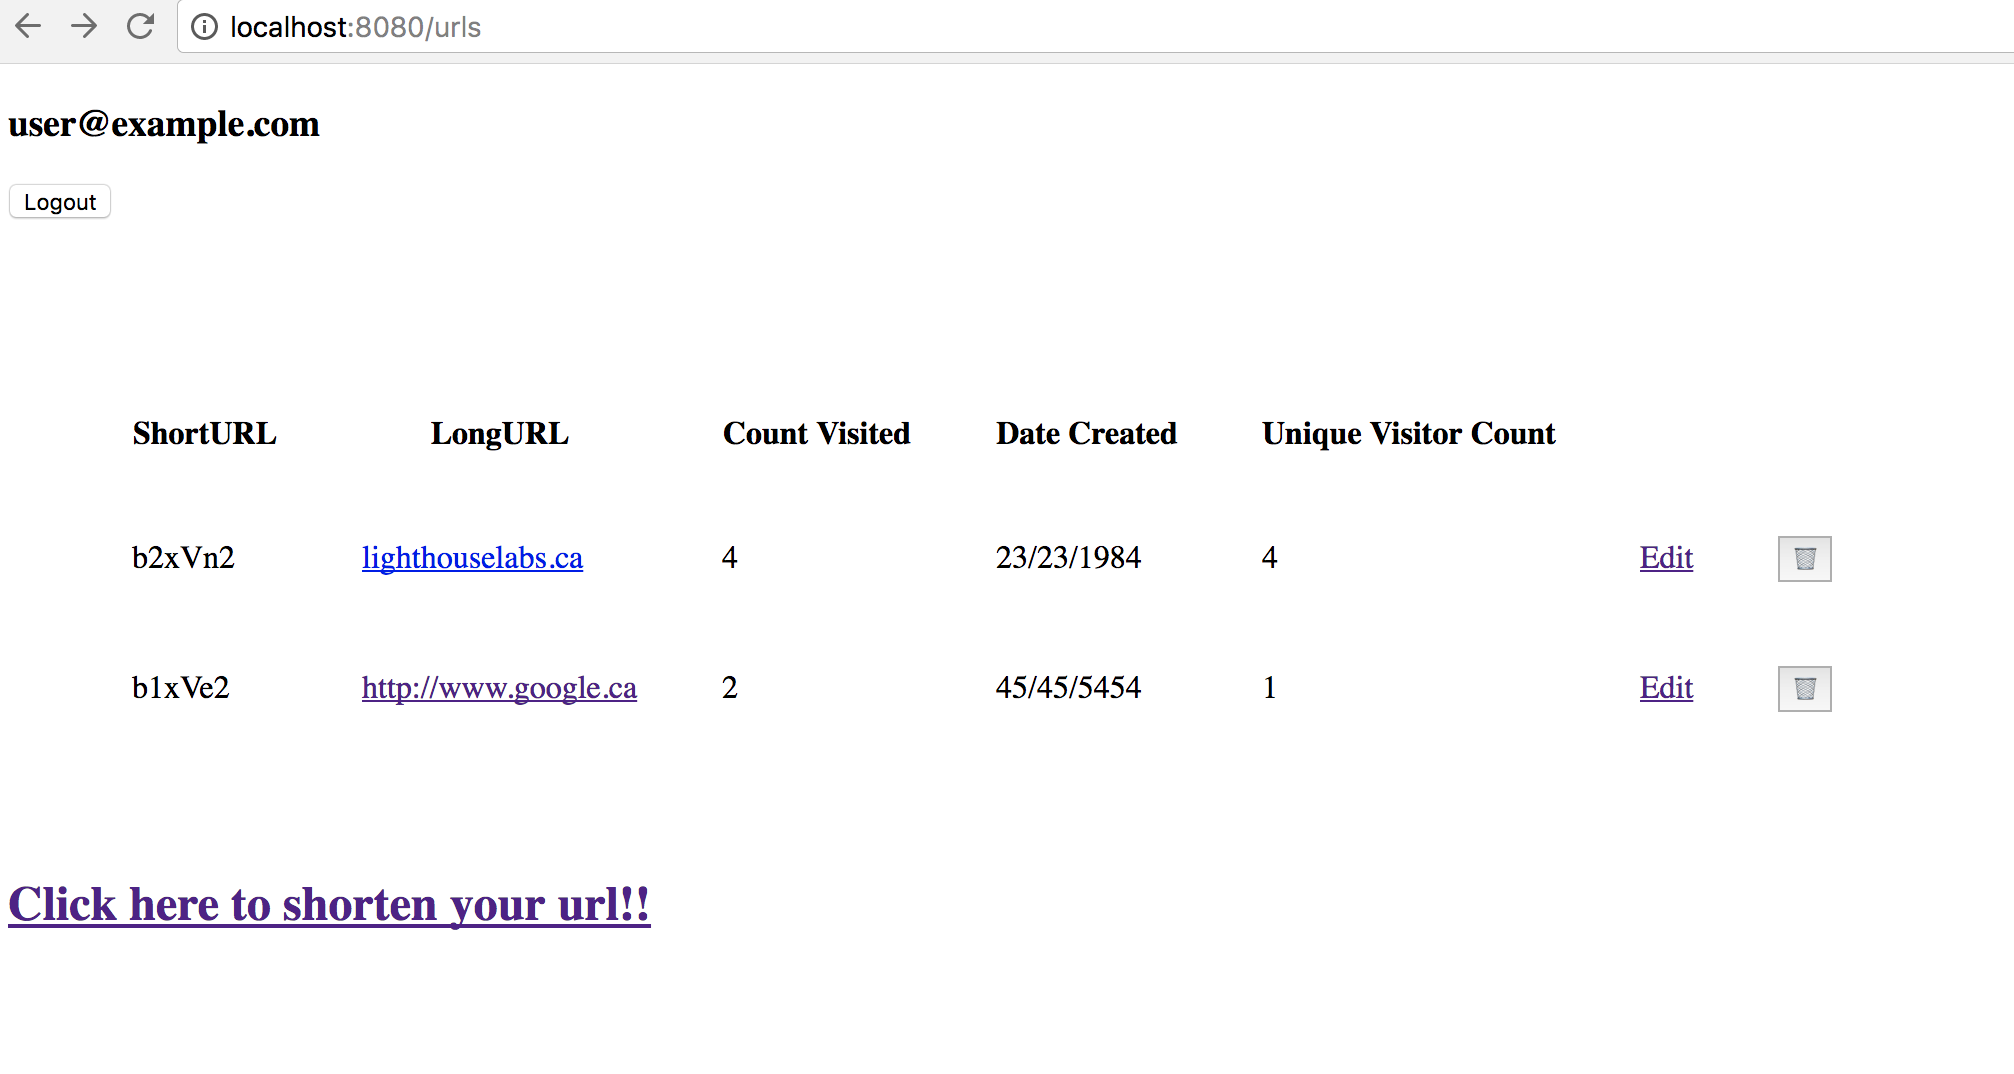 localhost:8080/urls
user@example.com
Logout
ShortURL LongURL Count Visited Date Created Unique Visitor Count
b2xVn2 lighthouselabs.ca 4 23/23/1984 4 Edit
b1xVe2 http://www.google.ca 2 45/45/5454 1 Edit
Click here to shorten your url!!